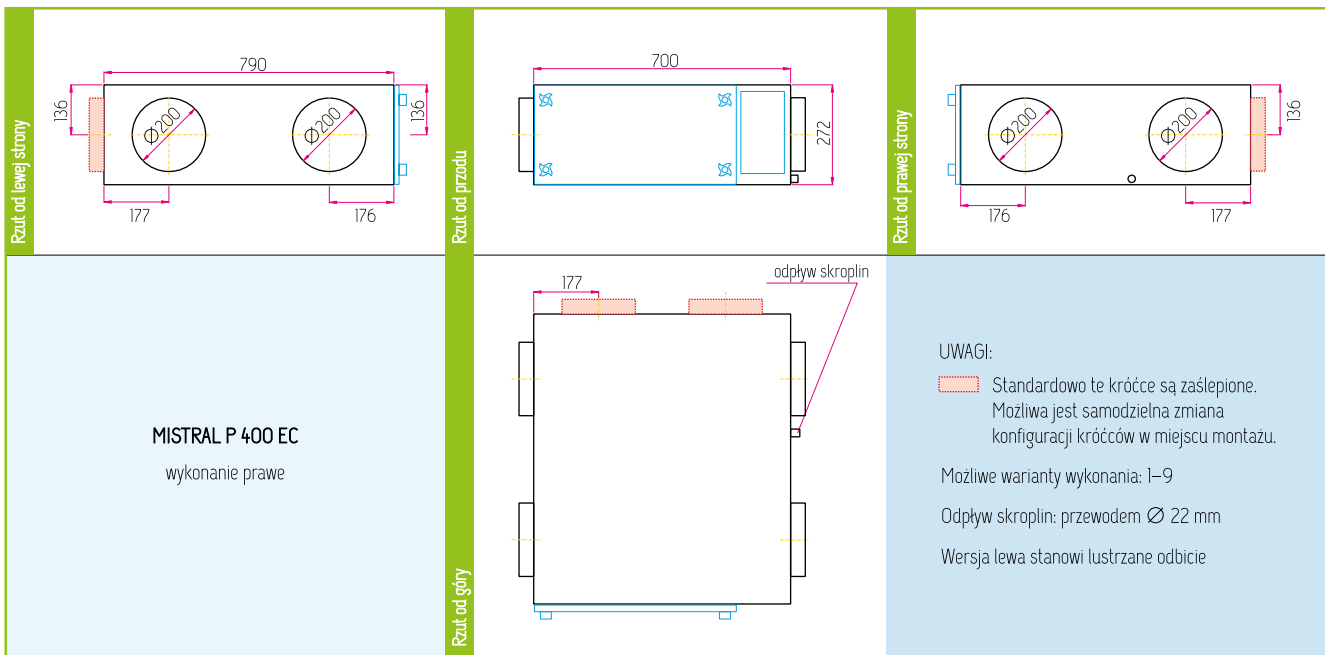 Rzut od lewej strony
790
136
136
Ø200
Ø200
177
176
Rzut od przodu
700
272
Rzut od prawej strony
136
Ø200
Ø200
176
177
MISTRAL P 400 EC
wykonanie prawe
Rzut od góry
177
odpływ skroplin
UWAGI:
Standardowo te króćce są zaślepione.
Możliwa jest samodzielna zmiana
konfiguracji króćców w miejscu montażu.
Możliwe warianty wykonania: 1–9
Odpływ skroplin: przewodem Ø 22 mm
Wersja lewa stanowi lustrzane odbicie